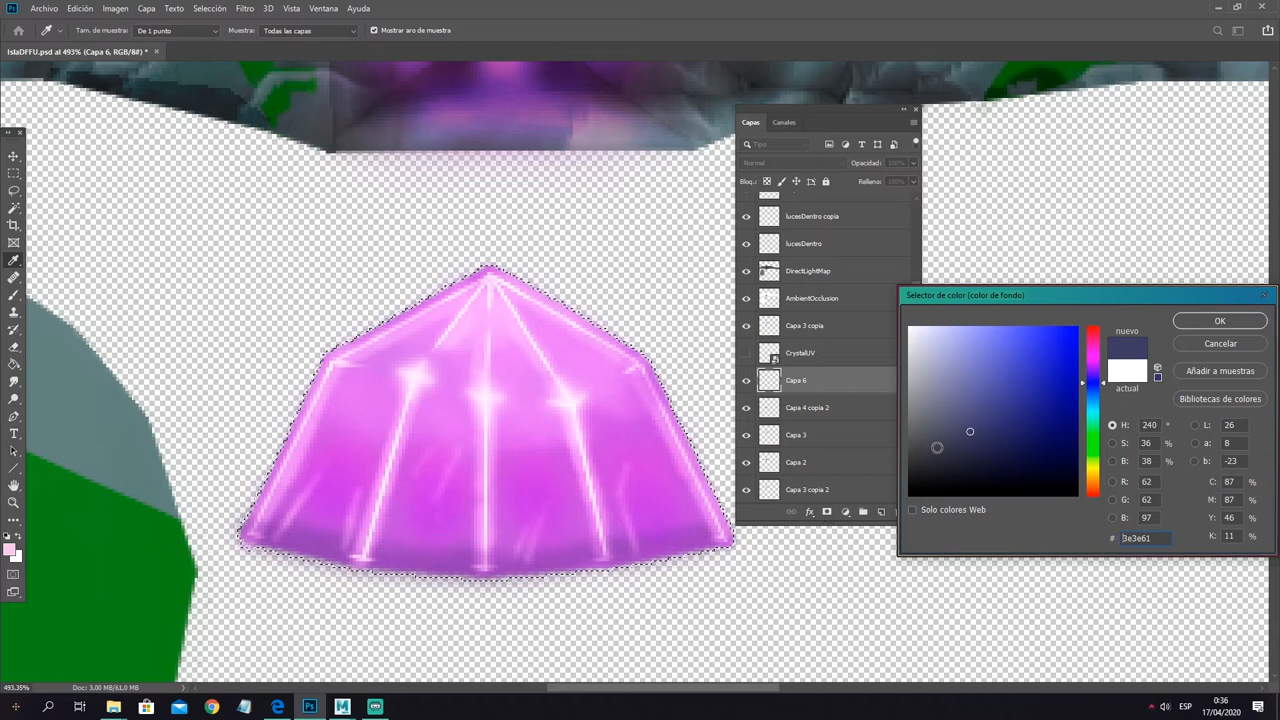 Ps Archivo Edición Imagen Capa Texto Selección Filtro 3D Vista Ventana Ayuda
Tam. de muestra: De 1 punto Muestra: Todas las capas Mostrar aro de muestra
IslaDFFU.psd al 493% (Capa 6, RGB/8#) *
Capas Canales
Tipo
Normal Opacidad: 100%
Bloq.: Relleno: 100%
lucesDentro copia
lucesDentro
DirectLightMap
AmbientOcclusion
Capa 3 copia
CrystalUV
Capa 6
Capa 4 copia 2
Capa 3
Capa 2
Capa 3 copia 2
fx
Selector de color (color de fondo)
nuevo
actual
OK
Cancelar
Añadir a muestras
Bibliotecas de colores
H: 240 ° L: 26
S: 36 % a: 8
B: 38 % b: -23
R: 62 C: 87 %
G: 62 M: 87 %
B: 97 Y: 46 %
# 3e3e61 K: 11 %
Solo colores Web
493,35% Doc: 3,00 MB/61,0 MB
Ps M ESP 0:36
17/04/2020